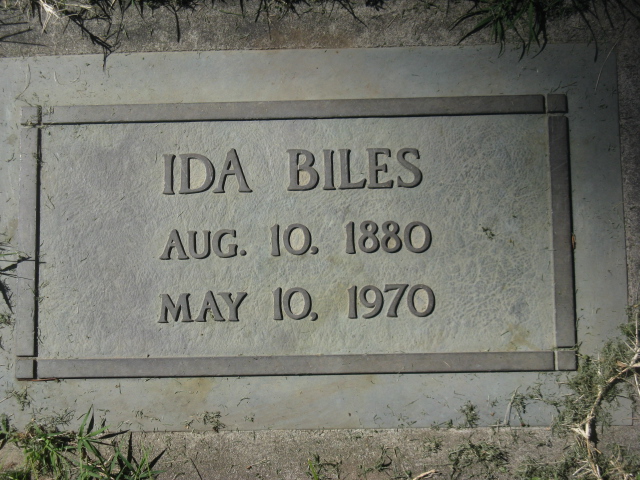 IDA BILES
AUG. 10, 1880
MAY 10, 1970